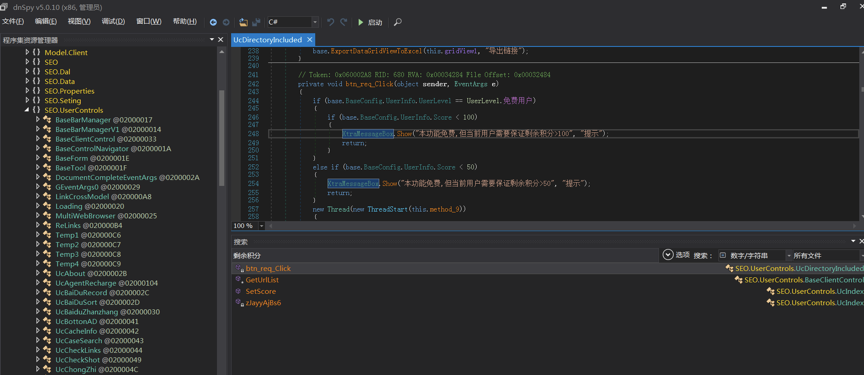 dnSpy v5.0.10 (x86, 管理员)
文件(F) 编辑(E) 视图(V) 调试(D) 窗口(W) 帮助(H) C# 启动
程序集资源管理器
Model.Client
SEO
SEO.Dal
SEO.Data
SEO.Properties
SEO.Seting
SEO.UserControls
BaseBarManager @02000017
BaseBarManagerV1 @02000014
BaseClientControl @02000033
BaseControlNavigator @0200001A
BaseForm @0200001E
BaseTool @0200001F
DocumentCompleteEventArgs @0200002A
GEventArgs0 @02000029
LinkCrossModel @020000A8
Loading @02000020
MultiWebBrowser @02000025
ReLinks @020000B4
Temp1 @020000C6
Temp2 @020000C7
Temp3 @020000C8
Temp4 @020000C9
UcAbout @0200002B
UcAgentRecharge @02000104
UcBaiDuRecord @0200002C
UcBaiDuSort @0200002D
UcBaiduZhanzhang @02000030
UcBottonAD @02000041
UcCacheInfo @02000042
UcCaseSearch @02000043
UcCheckLinks @02000044
UcCheckShot @02000049
UcChongZhi @0200004C
UcDirectoryIncluded
238 base.ExportDataGridViewToExcel(this.gridView1, "导出链接");
239 }
240
241 // Token: 0x060002A8 RID: 680 RVA: 0x00034284 File Offset: 0x00032484
242 private void btn_req_Click(object sender, EventArgs e)
243 {
244 if (base.BaseConfig.UserInfo.UserLevel == UserLevel.免费用户)
245 {
246 if (base.BaseConfig.UserInfo.Score < 100)
247 {
248 XtraMessageBox.Show("本功能免费,但当前用户需要保证剩余积分>100", "提示");
249 return;
250 }
251 }
252 else if (base.BaseConfig.UserInfo.Score < 50)
253 {
254 XtraMessageBox.Show("本功能免费,但当前用户需要保证剩余积分>50", "提示");
255 return;
256 }
257 new Thread(new ThreadStart(this.method_9))
258 {
100 %
搜索
剩余积分 选项 搜索: 数字/字符串 所有文件
btn_req_Click SEO.UserControls.UcDirectoryIncluded
GetUrlList SEO.UserControls.BaseClientControl
SetScore SEO.UserControls.UcIndex
zJayyAjBs6 SEO.UserControls.UcIndex